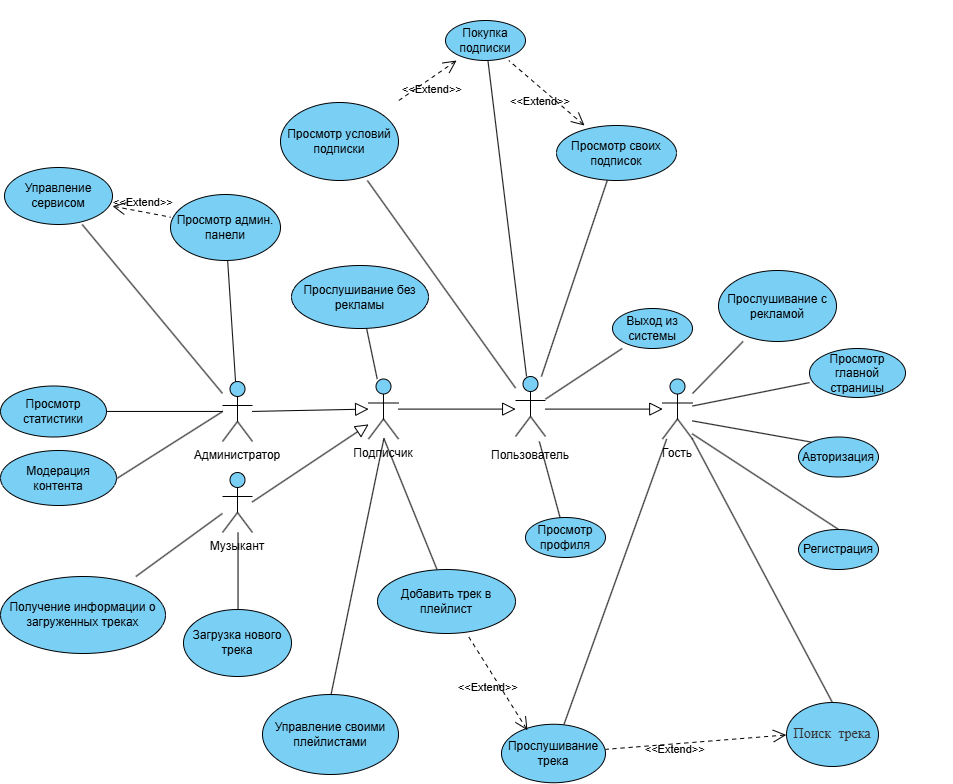 Покупка
подписки
<<Extend>>
<<Extend>>
Просмотр условий
подписки
Просмотр своих
подписок
Управление
сервисом
<<Extend>>
Просмотр админ.
панели
Прослушивание без
рекламы
Прослушивание с
рекламой
Выход из
системы
Просмотр
главной
страницы
Просмотр
статистики
Администратор
Подписчик
Пользователь
Гость
Авторизация
Модерация
контента
Музыкант
Просмотр
профиля
Регистрация
Получение информации о
загруженных треках
Загрузка нового
трека
Добавить трек в
плейлист
<<Extend>>
Управление своими
плейлистами
Прослушивание
трека
<<Extend>>
Поиск трека